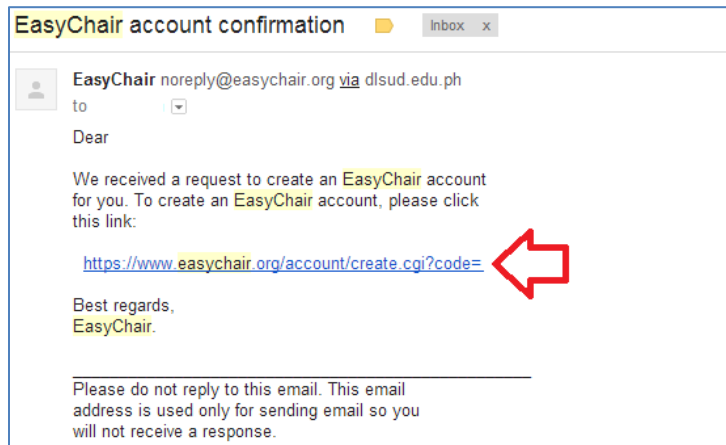 EasyChair account confirmation Inbox x
EasyChair noreply@easychair.org via dlsud.edu.ph
to
Dear
We received a request to create an EasyChair account
for you. To create an EasyChair account, please click
this link:
https://www.easychair.org/account/create.cgi?code=
Best regards,
EasyChair.
Please do not reply to this email. This email
address is used only for sending email so you
will not receive a response.